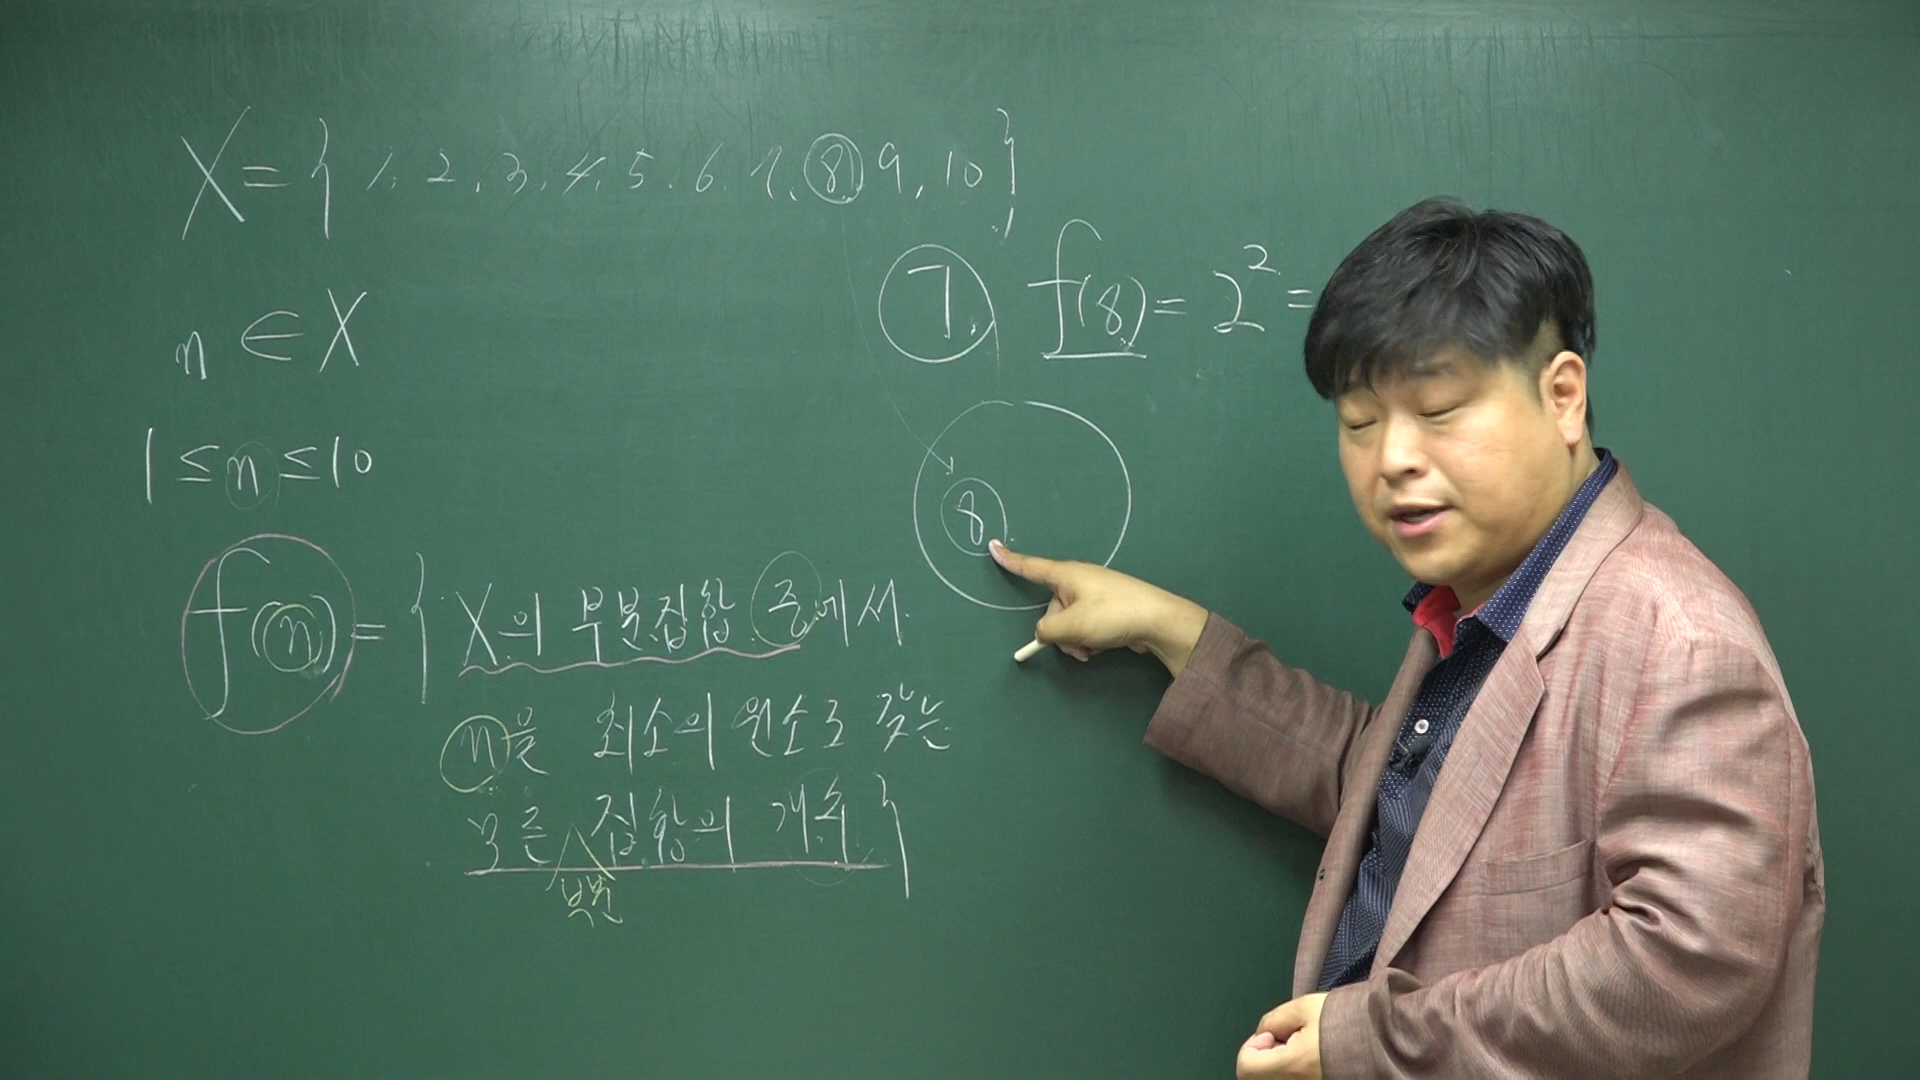 X = { 1, 2, 3, 4, 5, 6, 7, 8, 9, 10 }
n ∈ X
1 ≤ n ≤ 10
f(n) = { X의 부분집합 중에서
n을 최소의 원소로 갖는
모든 집합의 개수 }
부분
ㄱ, f(8) = 2² =
8